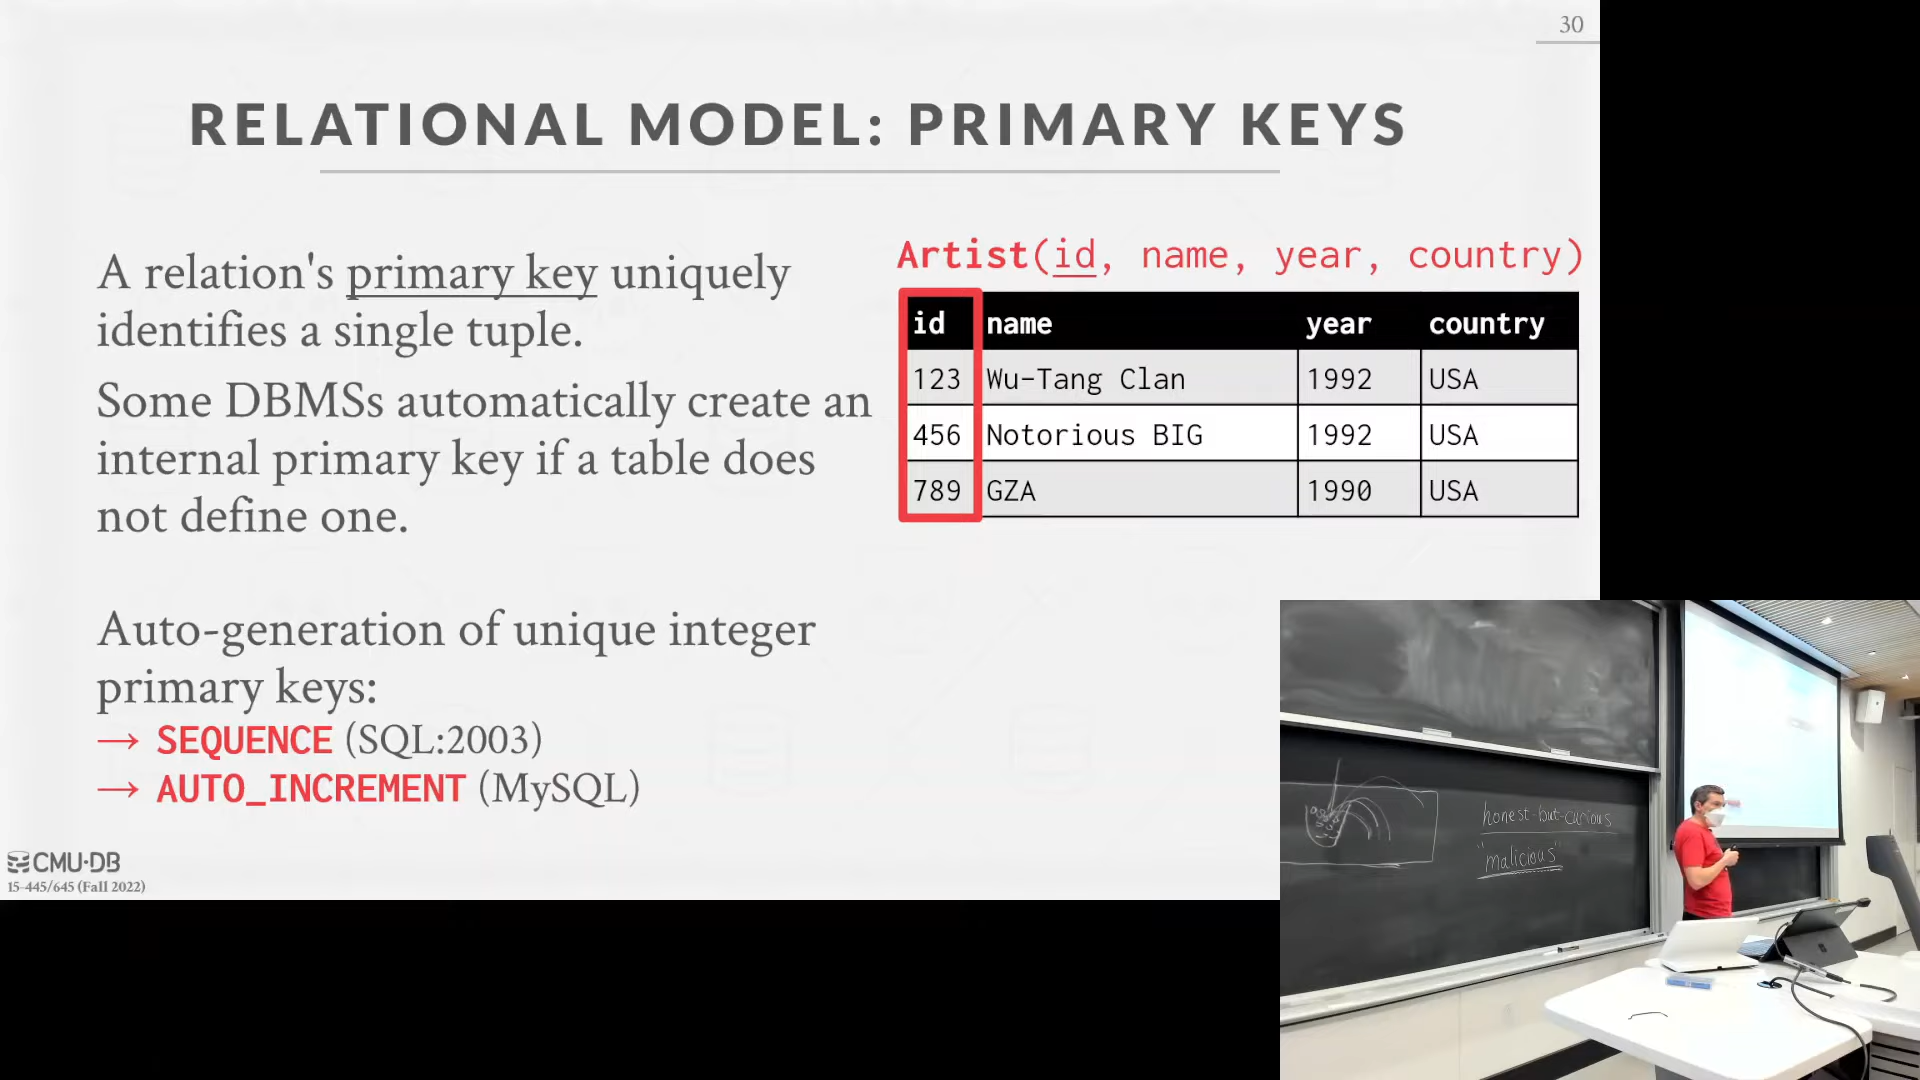 30
RELATIONAL MODEL: PRIMARY KEYS
A relation's primary key uniquely
identifies a single tuple.
Some DBMSs automatically create an
internal primary key if a table does
not define one.
Auto-generation of unique integer
primary keys:
→ SEQUENCE (SQL:2003)
→ AUTO_INCREMENT (MySQL)
Artist(id, name, year, country)
id name year country
123 Wu-Tang Clan 1992 USA
456 Notorious BIG 1992 USA
789 GZA 1990 USA
CMU·DB
15-445/645 (Fall 2022)
honest-but-curious
"malicious"